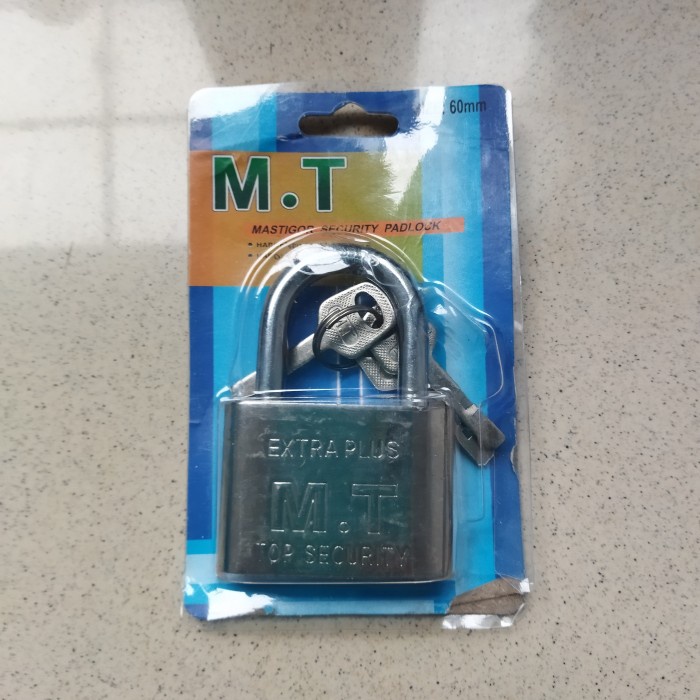 60mm
M.T
MASTIGOR SECURITY PADLOCK
EXTRA PLUS
M.T
TOP SECURITY